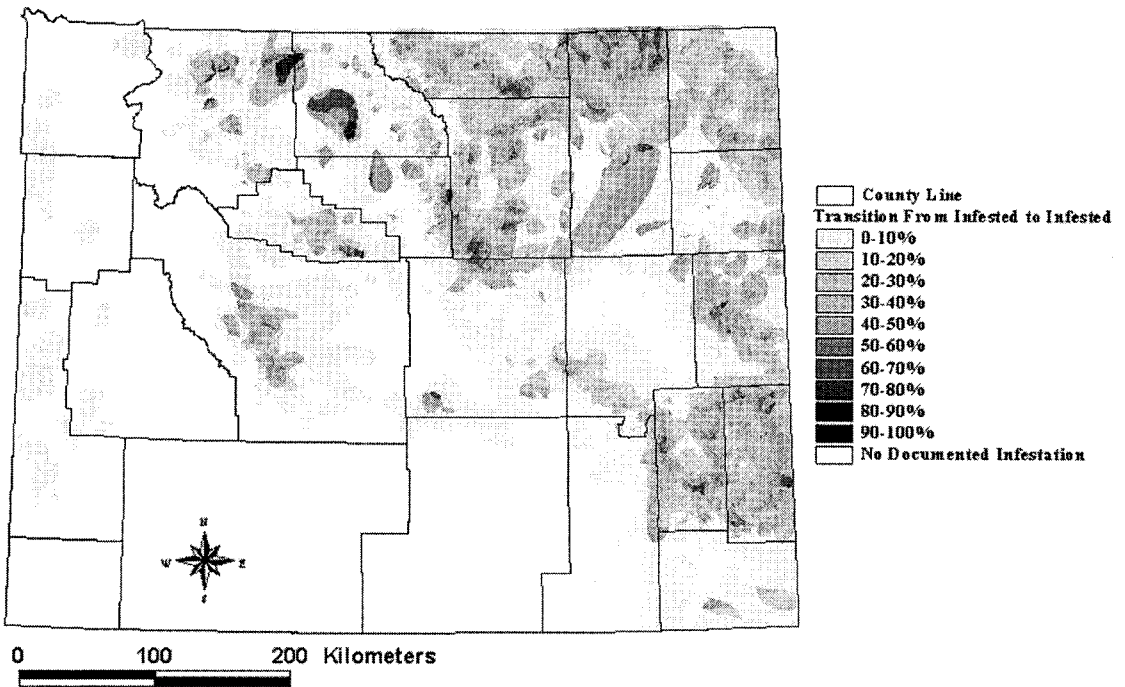 County Line
Transition From Infested to Infested
0-10%
10-20%
20-30%
30-40%
40-50%
50-60%
60-70%
70-80%
80-90%
90-100%
No Documented Infestation
N
W E
S
0 100 200 Kilometers